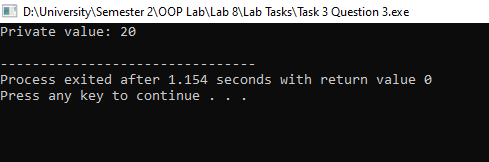 D:\University\Semester 2\OOP Lab\Lab 8\Lab Tasks\Task 3 Question 3.exe
Private value: 20
--------------------------------
Process exited after 1.154 seconds with return value 0
Press any key to continue . . .